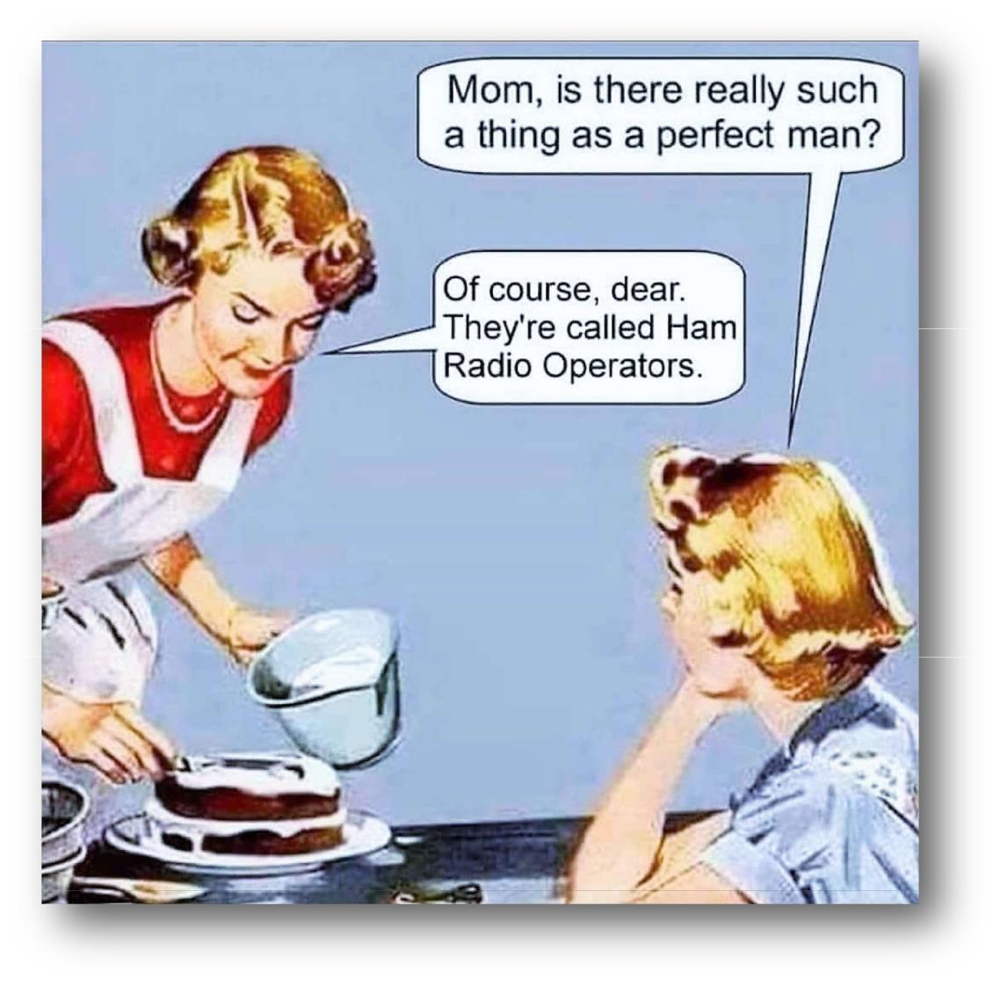 Mom, is there really such
a thing as a perfect man?
Of course, dear.
They're called Ham
Radio Operators.